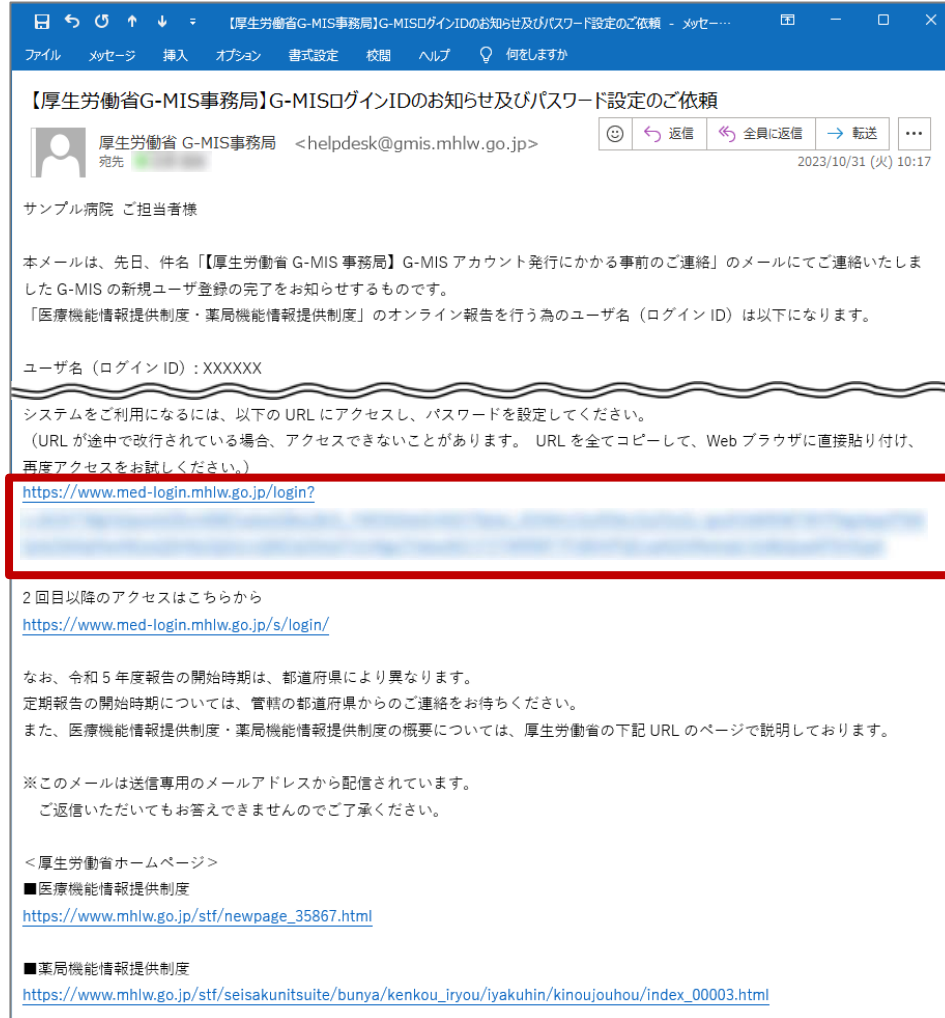 【厚生労働省G-MIS事務局】G-MISログインIDのお知らせ及びパスワード設定のご依頼 - メッセー…
ファイル メッセージ 挿入 オプション 書式設定 校閲 ヘルプ 何をしますか
【厚生労働省G-MIS事務局】G-MISログインIDのお知らせ及びパスワード設定のご依頼
厚生労働省 G-MIS事務局 <helpdesk@gmis.mhlw.go.jp>
返信 全員に返信 転送 …
宛先
2023/10/31 (火) 10:17
サンプル病院 ご担当者様
本メールは、先日、件名「【厚生労働省 G-MIS 事務局】G-MIS アカウント発行にかかる事前のご連絡」のメールにてご連絡いたしま
した G-MIS の新規ユーザ登録の完了をお知らせするものです。
「医療機能情報提供制度・薬局機能情報提供制度」のオンライン報告を行う為のユーザ名（ログイン ID）は以下になります。
ユーザ名（ログイン ID）: XXXXXX
システムをご利用になるには、以下の URL にアクセスし、パスワードを設定してください。
（URL が途中で改行されている場合、アクセスできないことがあります。 URL を全てコピーして、Web ブラウザに直接貼り付け、
再度アクセスをお試しください。）
https://www.med-login.mhlw.go.jp/login?
2 回目以降のアクセスはこちらから
https://www.med-login.mhlw.go.jp/s/login/
なお、令和 5 年度報告の開始時期は、都道府県により異なります。
定期報告の開始時期については、管轄の都道府県からのご連絡をお待ちください。
また、医療機能情報提供制度・薬局機能情報提供制度の概要については、厚生労働省の下記 URL のページで説明しております。
※このメールは送信専用のメールアドレスから配信されています。
ご返信いただいてもお答えできませんのでご了承ください。
＜厚生労働省ホームページ＞
■医療機能情報提供制度
https://www.mhlw.go.jp/stf/newpage_35867.html
■薬局機能情報提供制度
https://www.mhlw.go.jp/stf/seisakunitsuite/bunya/kenkou_iryou/iyakuhin/kinoujouhou/index_00003.html